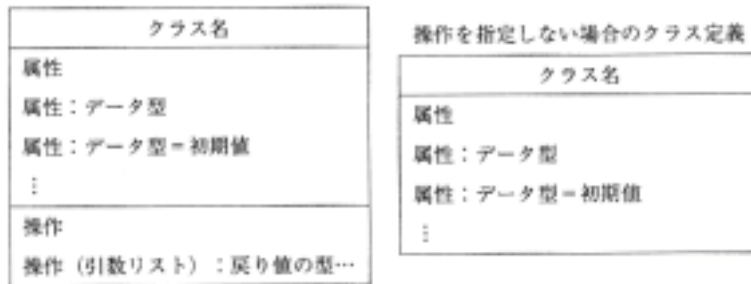 クラス名
属性
属性：データ型
属性：データ型＝初期値
⋮
操作
操作（引数リスト）：戻り値の型…
操作を指定しない場合のクラス定義
クラス名
属性
属性：データ型
属性：データ型＝初期値
⋮